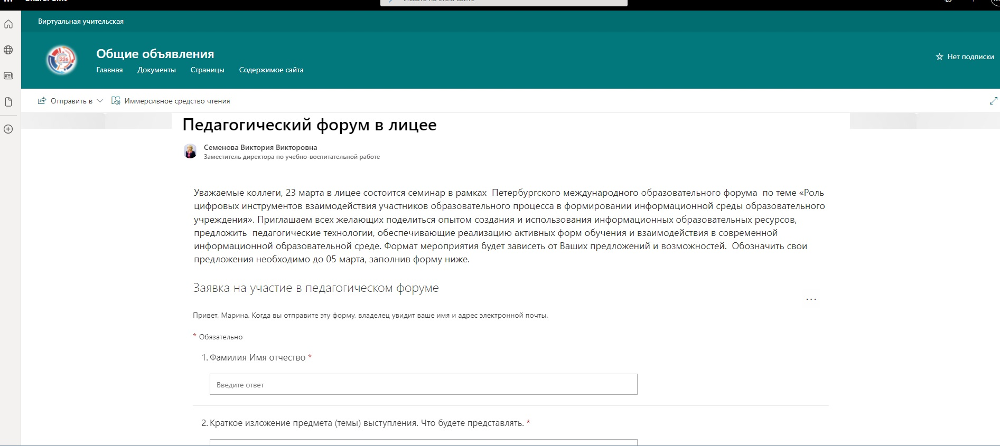 SharePoint
Искать на этом сайте
Виртуальная учительская
226
Общие объявления
Главная Документы Страницы Содержимое сайта
Нет подписки
Отправить в Иммерсивное средство чтения
Педагогический форум в лицее
Семенова Виктория Викторовна
Заместитель директора по учебно-воспитательной работе
Уважаемые коллеги, 23 марта в лицее состоится семинар в рамках Петербургского международного образовательного форума по теме «Роль
цифровых инструментов взаимодействия участников образовательного процесса в формировании информационной среды образовательного
учреждения». Приглашаем всех желающих поделиться опытом создания и использования информационных образовательных ресурсов,
предложить педагогические технологии, обеспечивающие реализацию активных форм обучения и взаимодействия в современной
информационной образовательной среде. Формат мероприятия будет зависеть от Ваших предложений и возможностей. Обозначить свои
предложения необходимо до 05 марта, заполнив форму ниже.
Заявка на участие в педагогическом форуме
...
Привет, Марина. Когда вы отправите эту форму, владелец увидит ваше имя и адрес электронной почты.
* Обязательно
1. Фамилия Имя отчество *
Введите ответ
2. Краткое изложение предмета (темы) выступления. Что будете представлять. *